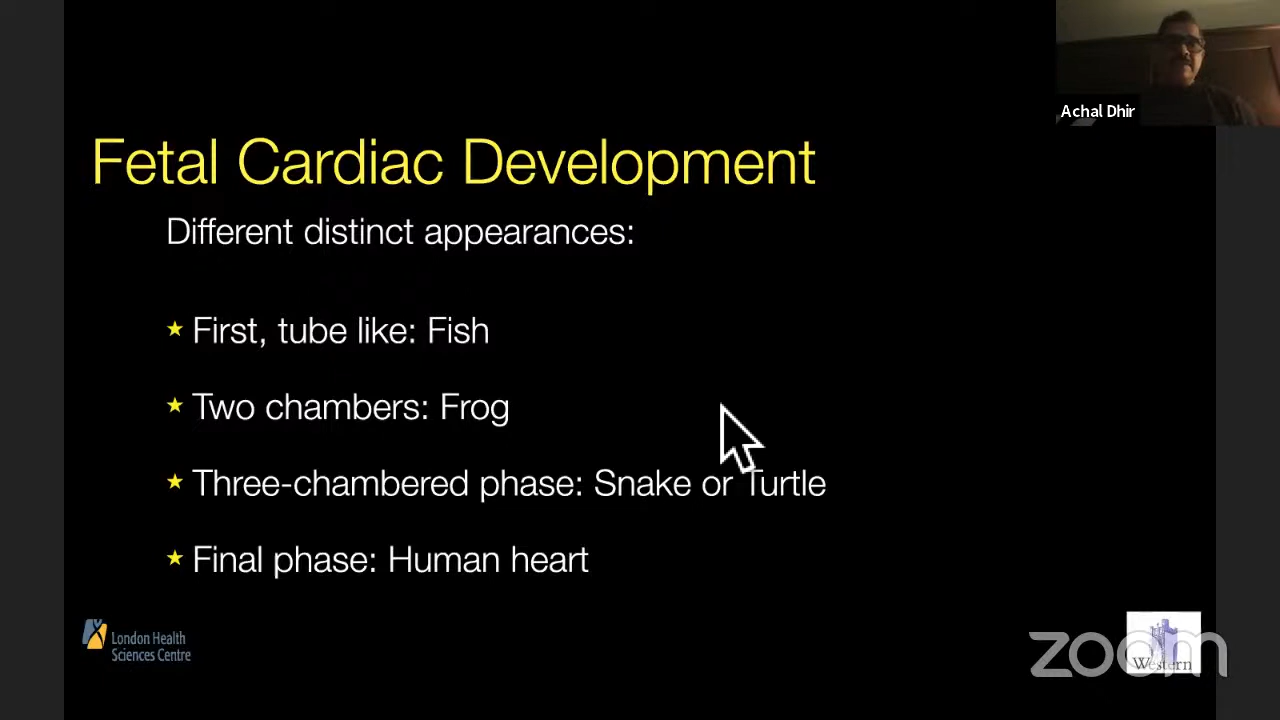 Achal Dhir
Fetal Cardiac Development
Different distinct appearances:
★ First, tube like: Fish
★ Two chambers: Frog
★ Three-chambered phase: Snake or Turtle
★ Final phase: Human heart
London Health
Sciences Centre
zoom
Western